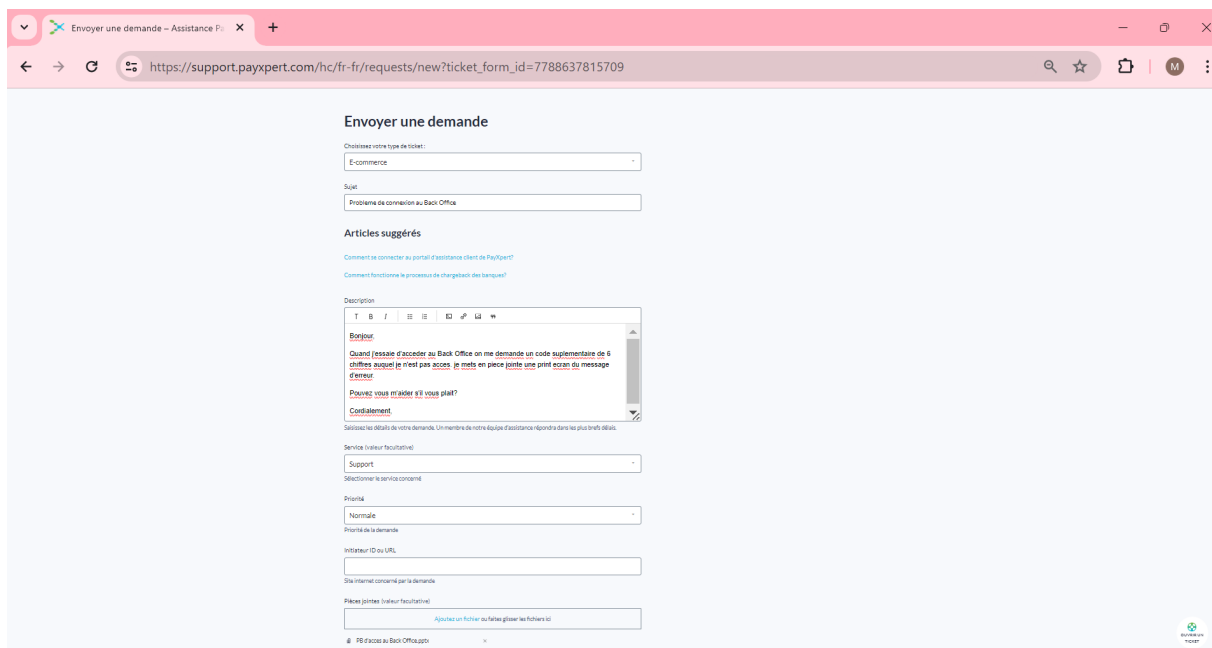 Envoyer une demande – Assistance Pa
https://support.payxpert.com/hc/fr-fr/requests/new?ticket_form_id=7788637815709
M
Envoyer une demande
Choisissez votre type de ticket :
E-commerce
Sujet
Probleme de connexion au Back Office
Articles suggérés
Comment se connecter au portail d'assistance client de PayXpert?
Comment fonctionne le processus de chargeback des banques?
Description
T B I
Bonjour,
Quand j'essaie d'acceder au Back Office on me demande un code suplementaire de 6
chiffres auquel je n'est pas acces. je mets en piece jointe une print ecran du message
d'erreur.
Pouvez vous m'aider s'il vous plait?
Cordialement,
Saisissez les détails de votre demande. Un membre de notre équipe d'assistance répondra dans les plus brefs délais.
Service (valeur facultative)
Support
Sélectionner le service concerné
Priorité
Normale
Priorité de la demande
Initiateur ID ou URL
Site internet concerné par la demande
Pièces jointes (valeur facultative)
Ajoutez un fichier ou faites glisser les fichiers ici
PB d'acces au Back Office.pptx
OUVRIR UN
TICKET